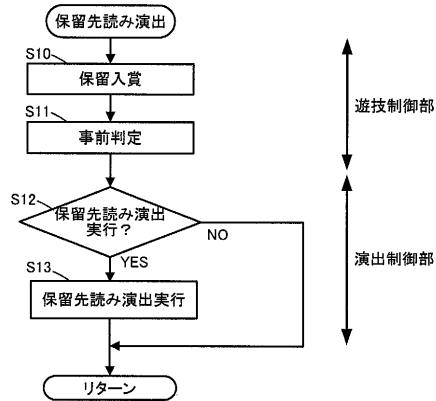 保留先読み演出
S10
保留入賞
S11
事前判定
遊技制御部
S12
保留先読み演出
実行？
NO
YES
演出制御部
S13
保留先読み演出実行
リターン